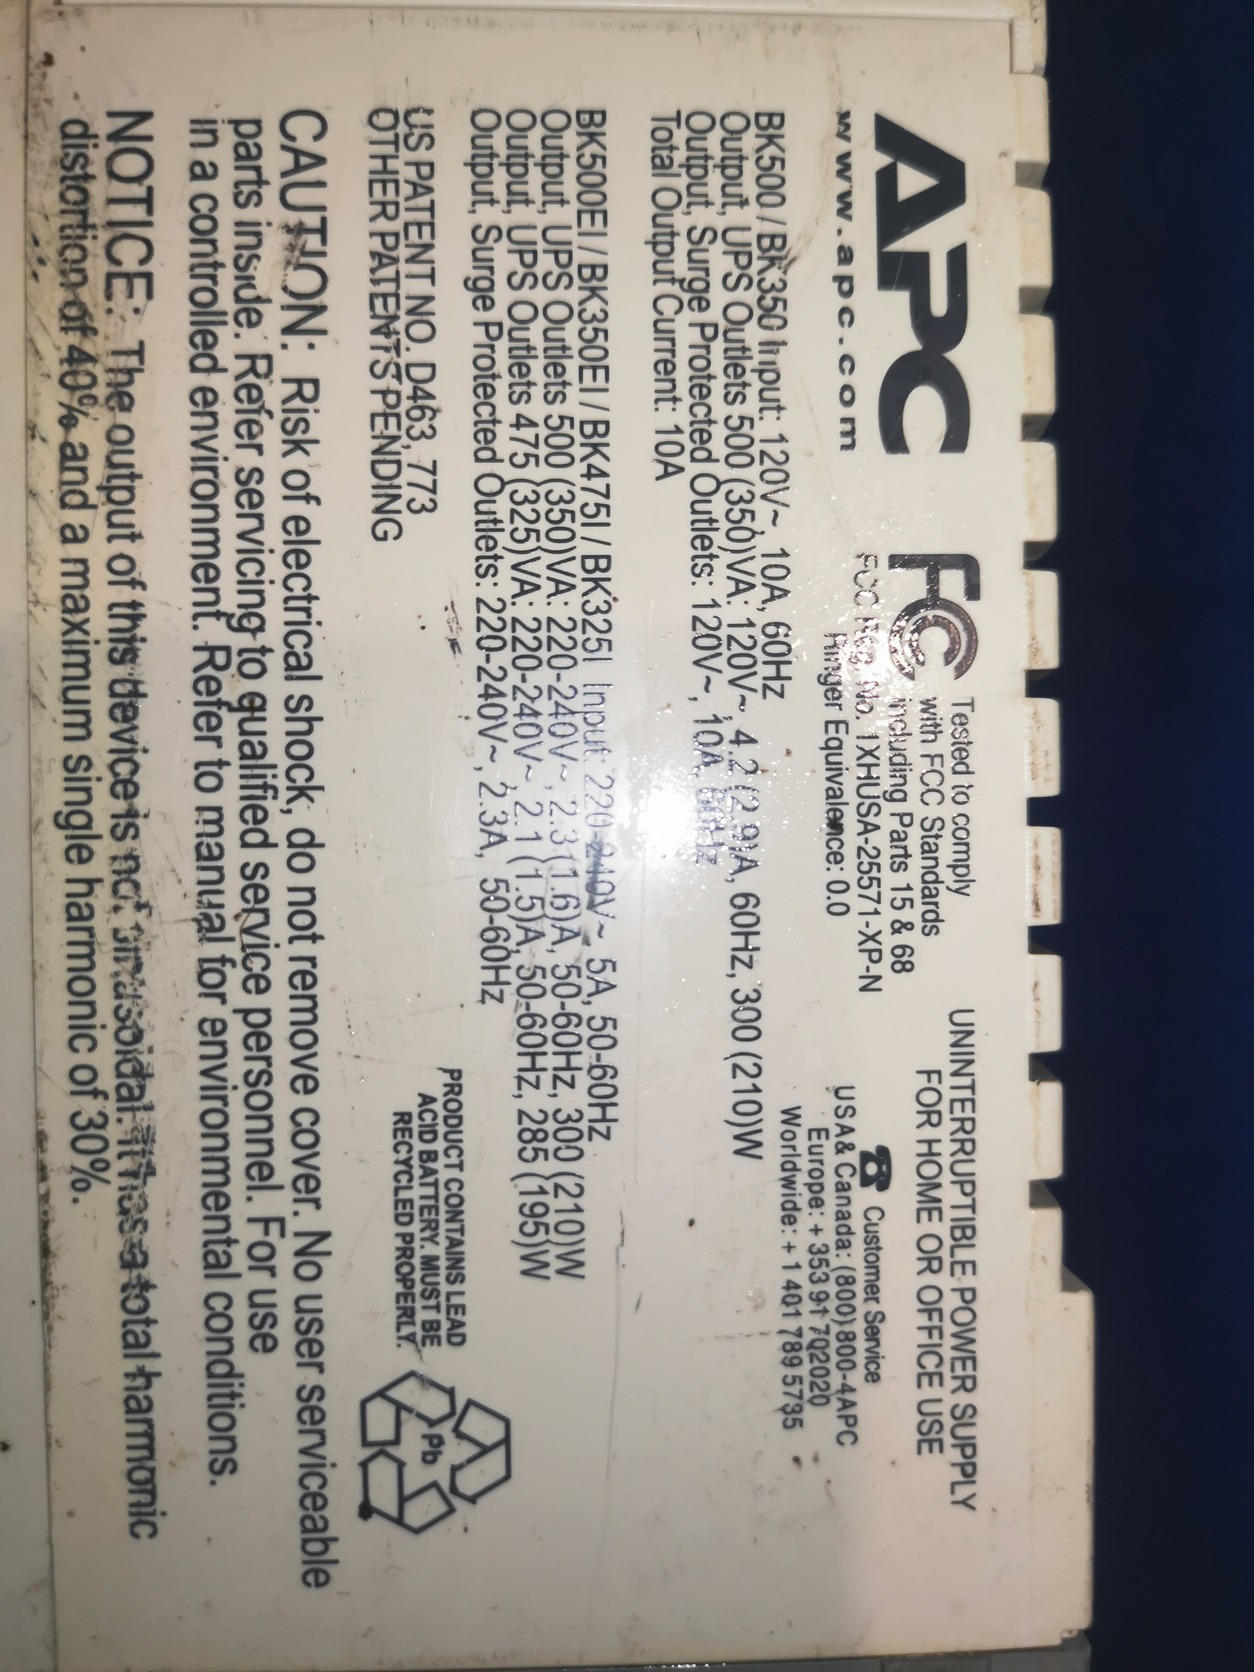 APC
www.apc.com
FC
Tested to comply
with FCC Standards
including Parts 15 & 68
FCC Reg. No. 1XHUSA-25571-XP-N
Ringer Equivalence: 0.0
UNINTERRUPTIBLE POWER SUPPLY
FOR HOME OR OFFICE USE
Customer Service
USA & Canada: (800) 800-4APC
Europe: + 353 91 702020
Worldwide: + 1 401 789 5735
BK500 / BK350 Input: 120V~, 10A, 60Hz
Output, UPS Outlets 500 (350)VA: 120V~, 4.2 (2.9)A, 60Hz, 300 (210)W
Output, Surge Protected Outlets: 120V~, 10A, 60Hz
Total Output Current: 10A
BK500EI / BK350EI / BK475I / BK325I Input: 220-240V~, 5A, 50-60Hz
Output, UPS Outlets 500 (350)VA: 220-240V~, 2.3 (1.6)A, 50-60Hz, 300 (210)W
Output, UPS Outlets 475 (325)VA: 220-240V~, 2.1 (1.5)A, 50-60Hz, 285 (195)W
Output, Surge Protected Outlets: 220-240V~, 2.3A, 50-60Hz
US PATENT NO. D463, 773
OTHER PATENTS PENDING
PRODUCT CONTAINS LEAD
ACID BATTERY. MUST BE
RECYCLED PROPERLY.
Pb
CAUTION: Risk of electrical shock, do not remove cover. No user serviceable
parts inside. Refer servicing to qualified service personnel. For use
in a controlled environment. Refer to manual for environmental conditions.
NOTICE: The output of this device is not sinusoidal. It has a total harmonic
distortion of 40% and a maximum single harmonic of 30%.